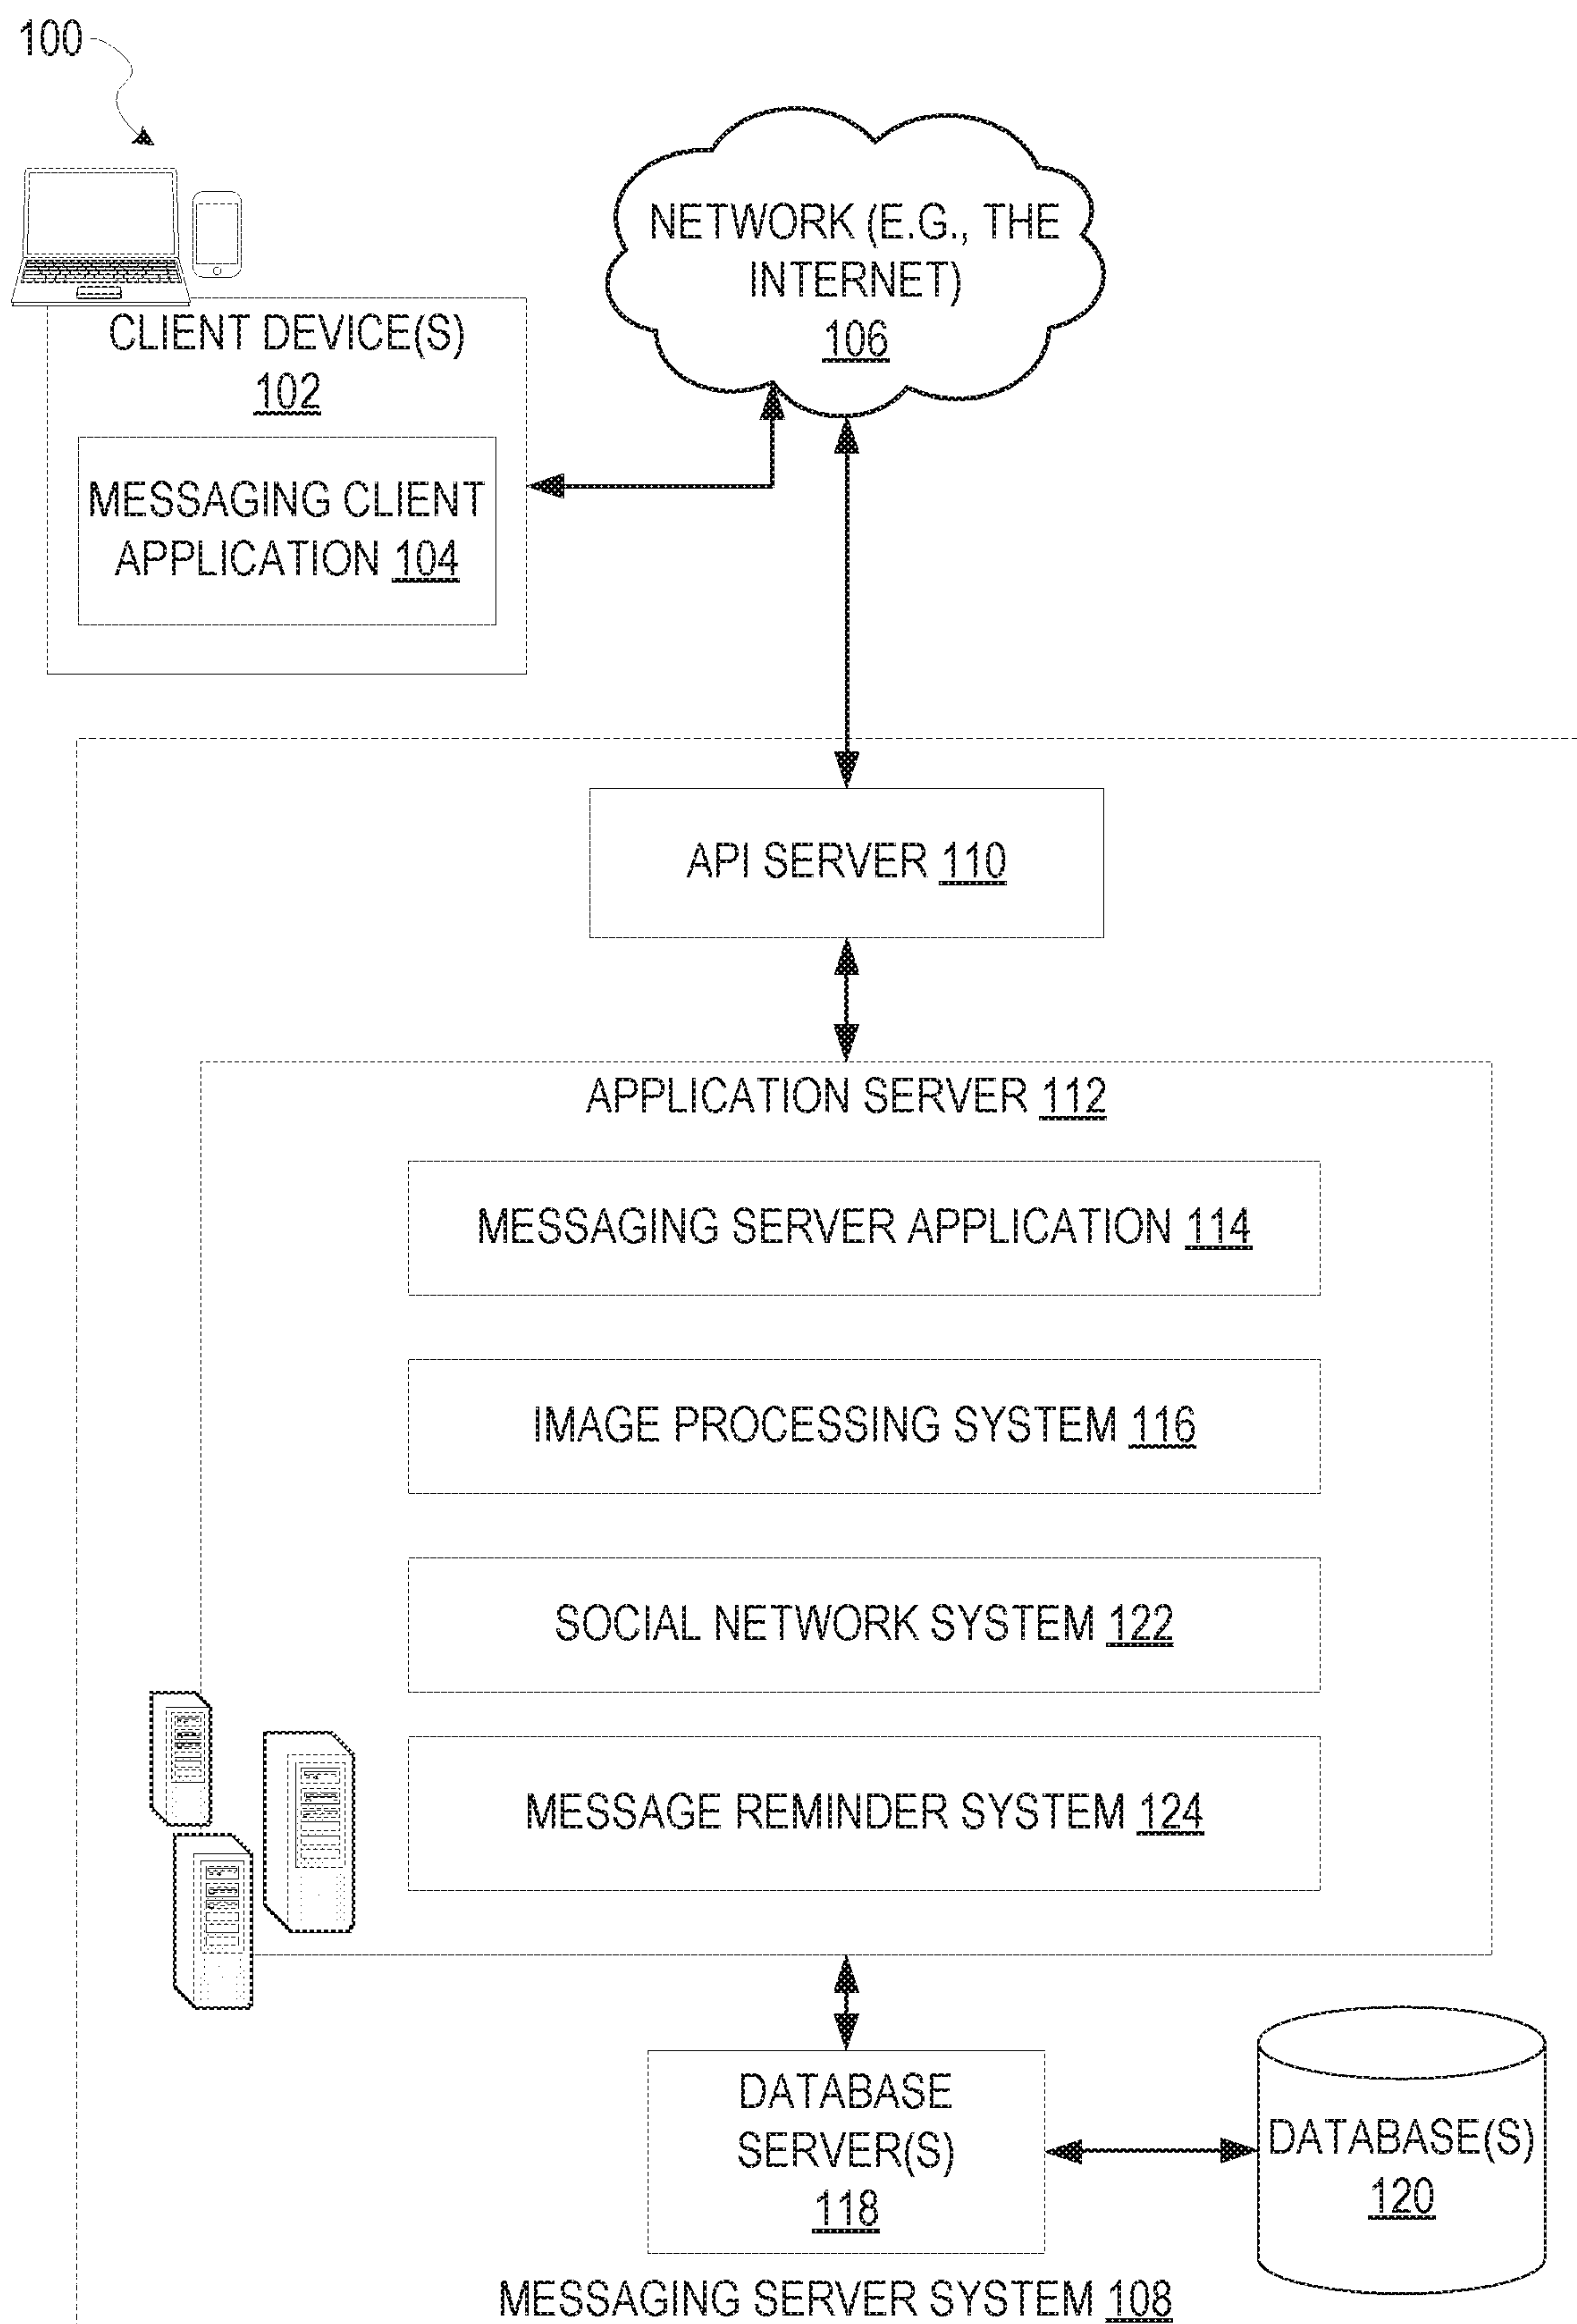 100
NETWORK (E.G., THE
INTERNET)
106
CLIENT DEVICE(S)
102
MESSAGING CLIENT
APPLICATION 104
API SERVER 110
APPLICATION SERVER 112
MESSAGING SERVER APPLICATION 114
IMAGE PROCESSING SYSTEM 116
SOCIAL NETWORK SYSTEM 122
MESSAGE REMINDER SYSTEM 124
DATABASE
SERVER(S)
118
DATABASE(S)
120
MESSAGING SERVER SYSTEM 108